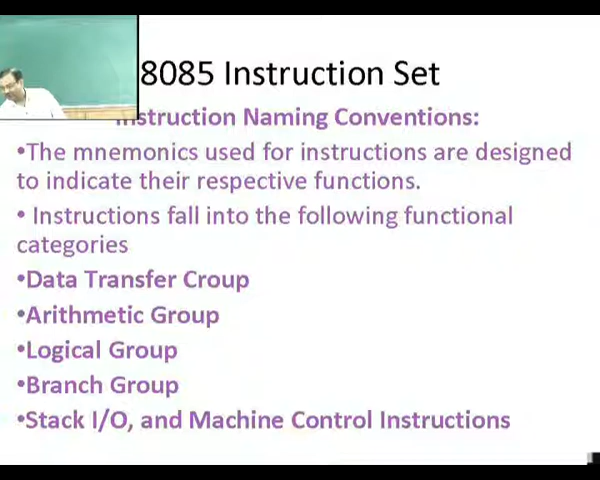 8085 Instruction Set
Instruction Naming Conventions:
•The mnemonics used for instructions are designed
to indicate their respective functions.
• Instructions fall into the following functional
categories
•Data Transfer Croup
•Arithmetic Group
•Logical Group
•Branch Group
•Stack I/O, and Machine Control Instructions